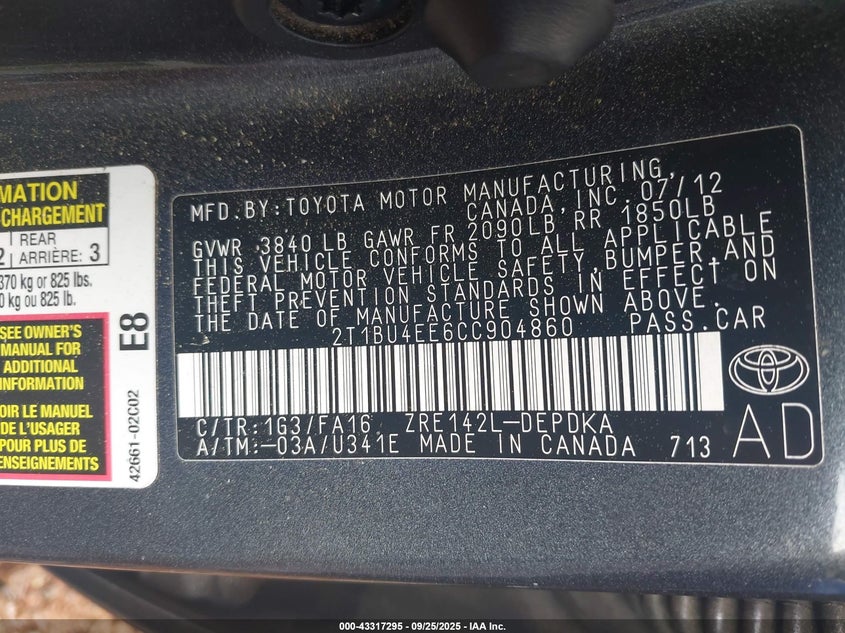 MATION
CHARGEMENT
REAR
2 ARRIÈRE: 3
370 kg or 825 lbs.
0 kg ou 825 lb.
SEE OWNER'S
MANUAL FOR
ADDITIONAL
INFORMATION
VOIR LE MANUEL
DE L'USAGER
POUR PLUS DE
RENSEIGNEMENTS
E8
42661-02C02
MFD.BY:TOYOTA MOTOR MANUFACTURING,
CANADA,INC.07/12
GVWR 3840 LB GAWR FR 2090LB RR 1850LB
THIS VEHICLE CONFORMS TO ALL APPLICABLE
FEDERAL MOTOR VEHICLE SAFETY,BUMPER,AND
THEFT PREVENTION STANDARDS IN EFFECT ON
THE DATE OF MANUFACTURE SHOWN ABOVE.
2T1BU4EE6CC904860 PASS.CAR
C/TR:1G3/FA16 ZRE142L-DEPDKA
A/TM:-03A/U341E MADE IN CANADA 713
AD
000-43317295 - 09/25/2025 - IAA Inc.